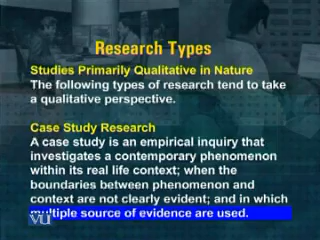 Research Types
Studies Primarily Qualitative in Nature
The following types of research tend to take
a qualitative perspective.
Case Study Research
A case study is an empirical inquiry that
investigates a contemporary phenomenon
within its real life context; when the
boundaries between phenomenon and
context are not clearly evident; and in which
multiple source of evidence are used.
VU